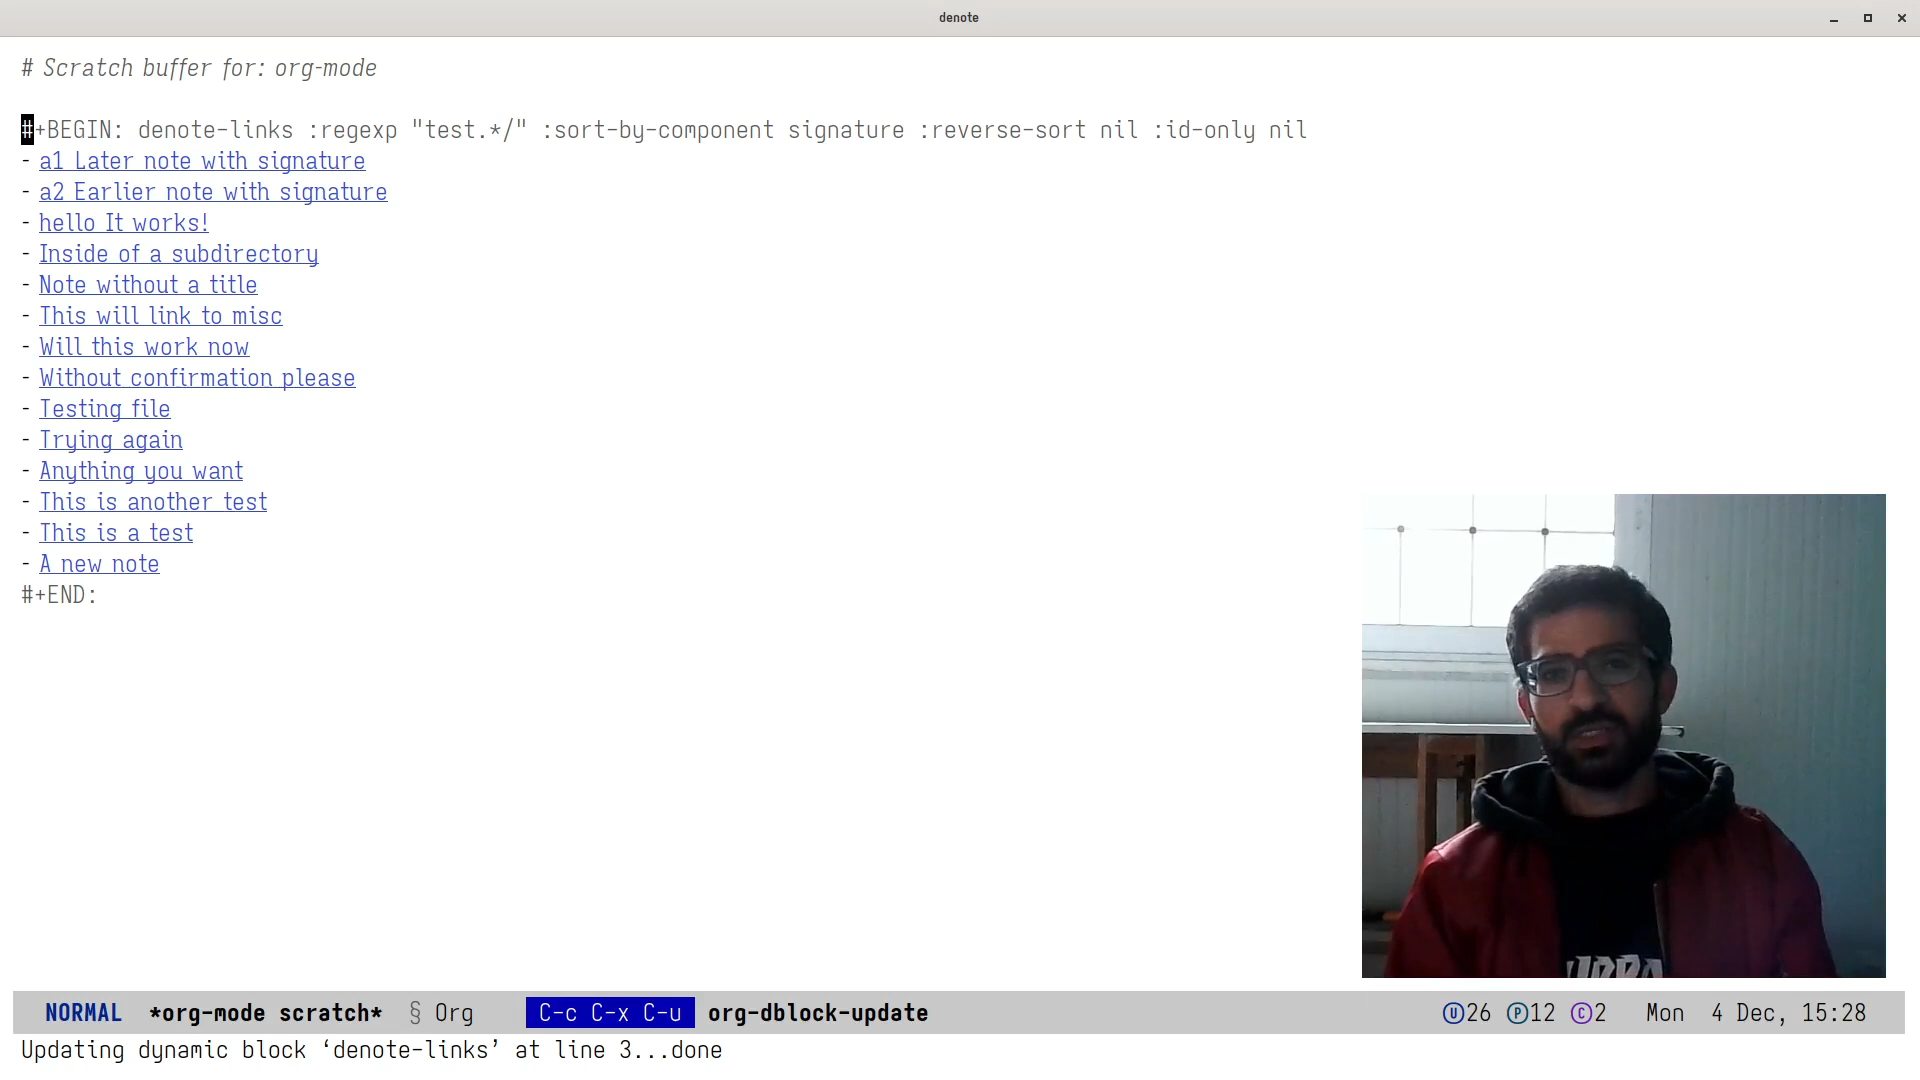 denote
# Scratch buffer for: org-mode
#+BEGIN: denote-links :regexp "test.*/" :sort-by-component signature :reverse-sort nil :id-only nil
- a1 Later note with signature
- a2 Earlier note with signature
- hello It works!
- Inside of a subdirectory
- Note without a title
- This will link to misc
- Will this work now
- Without confirmation please
- Testing file
- Trying again
- Anything you want
- This is another test
- This is a test
- A new note
#+END:
NORMAL *org-mode scratch* § Org C-c C-x C-u org-dblock-update U26 P12 C2 Mon 4 Dec, 15:28
Updating dynamic block ‘denote-links’ at line 3...done